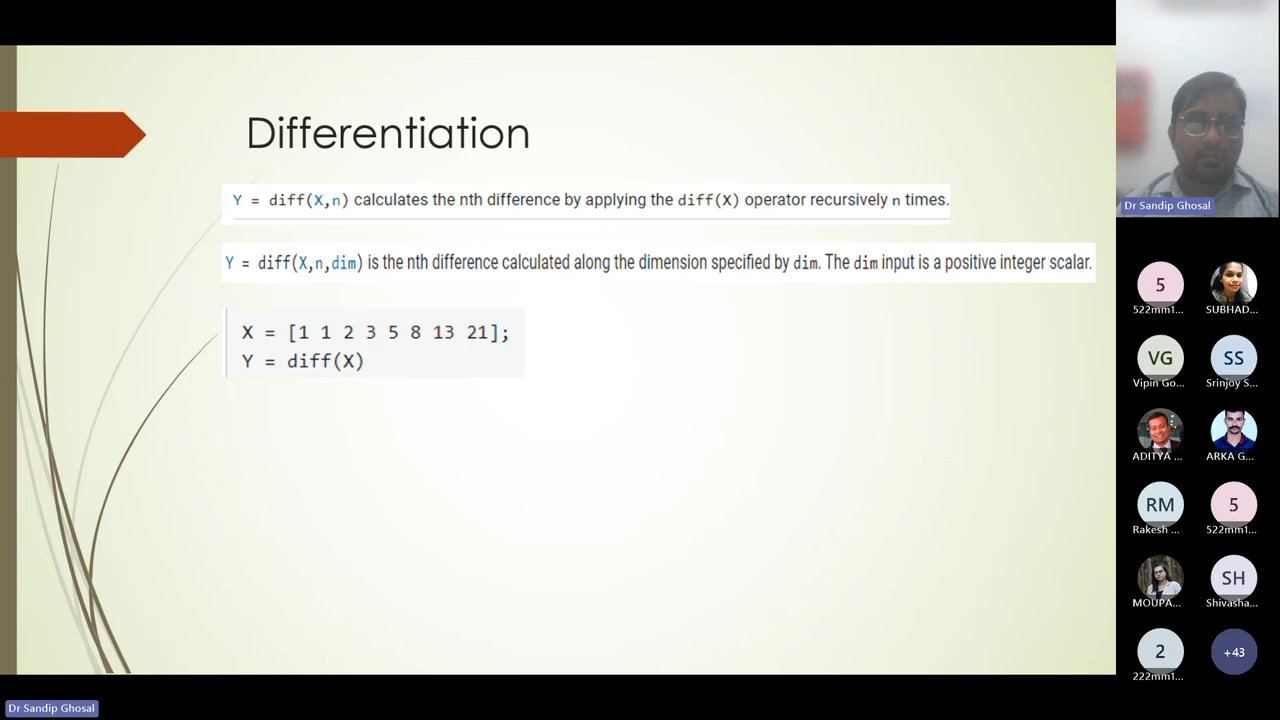 Differentiation
Y = diff(X,n) calculates the nth difference by applying the diff(X) operator recursively n times.
Y = diff(X,n,dim) is the nth difference calculated along the dimension specified by dim. The dim input is a positive integer scalar.
X = [1 1 2 3 5 8 13 21];
Y = diff(X)
Dr Sandip Ghosal
5
522mm1...
SUBHAD...
VG
Vipin Go...
SS
Srinjoy S...
ADITYA ...
ARKA G...
RM
Rakesh ...
5
522mm1...
MOUPA...
SH
Shivasha...
2
222mm1...
+43
Dr Sandip Ghosal